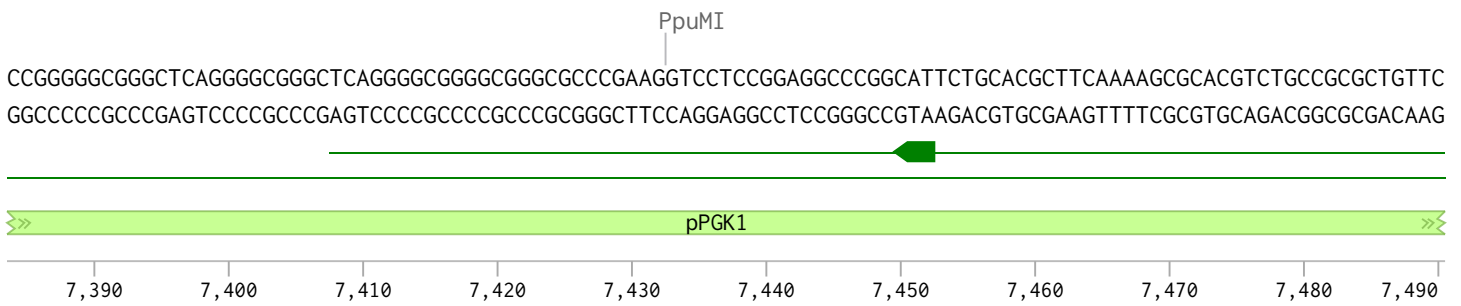 PpuMI
CCGGGGGCGGGCTCAGGGGCGGGCTCAGGGGCGGGGCGGGCGCCCGAAGGTCCTCCGGAGGCCCGGCATTCTGCACGCTTCAAAAGCGCACGTCTGCCGCGCTGTTC
GGCCCCCGCCCGAGTCCCCGCCCGAGTCCCCGCCCCGCCCGCGGGCTTCCAGGAGGCCTCCGGGCCGTAAGACGTGCGAAGTTTTCGCGTGCAGACGGCGCGACAAG
pPGK1
7,390 7,400 7,410 7,420 7,430 7,440 7,450 7,460 7,470 7,480 7,490